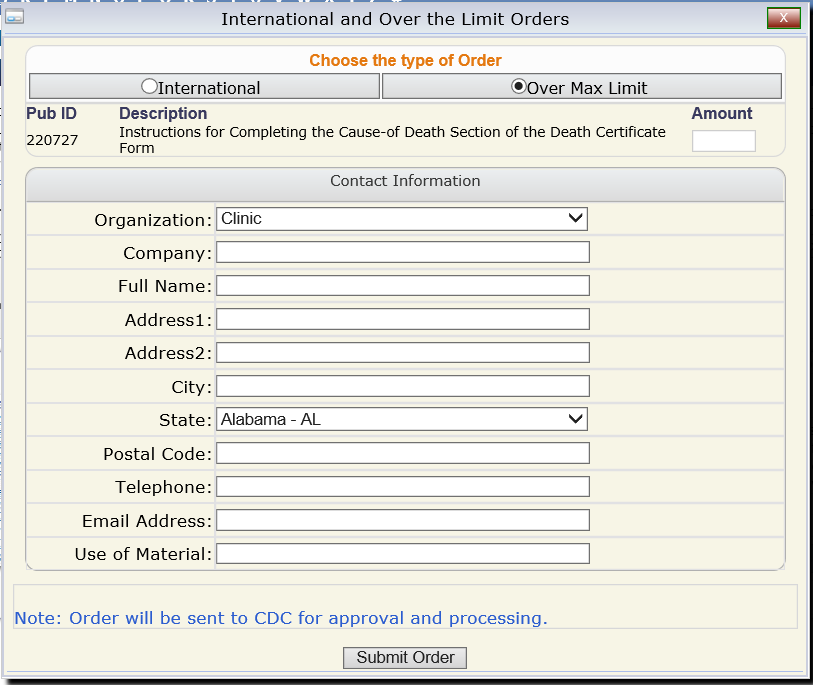 International and Over the Limit Orders
X
Choose the type of Order
International
Over Max Limit
Pub ID Description Amount
220727 Instructions for Completing the Cause-of Death Section of the Death Certificate
Form
Contact Information
Organization: Clinic
Company:
Full Name:
Address1:
Address2:
City:
State: Alabama - AL
Postal Code:
Telephone:
Email Address:
Use of Material:
Note: Order will be sent to CDC for approval and processing.
Submit Order